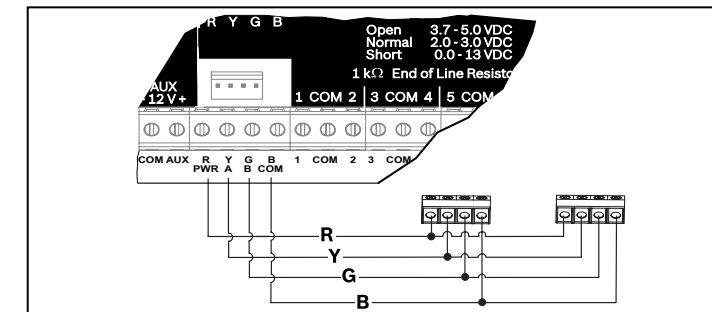 R Y G B
Open 3.7 - 5.0 VDC
Normal 2.0 - 3.0 VDC
Short 0.0 - 13 VDC
1 kΩ End of Line Resisto
AUX
- 12 V +
1 COM 2 3 COM 4 5 COM
COM AUX R Y G B 1 COM 2 3 COM
PWR A B COM
R
Y
G
B